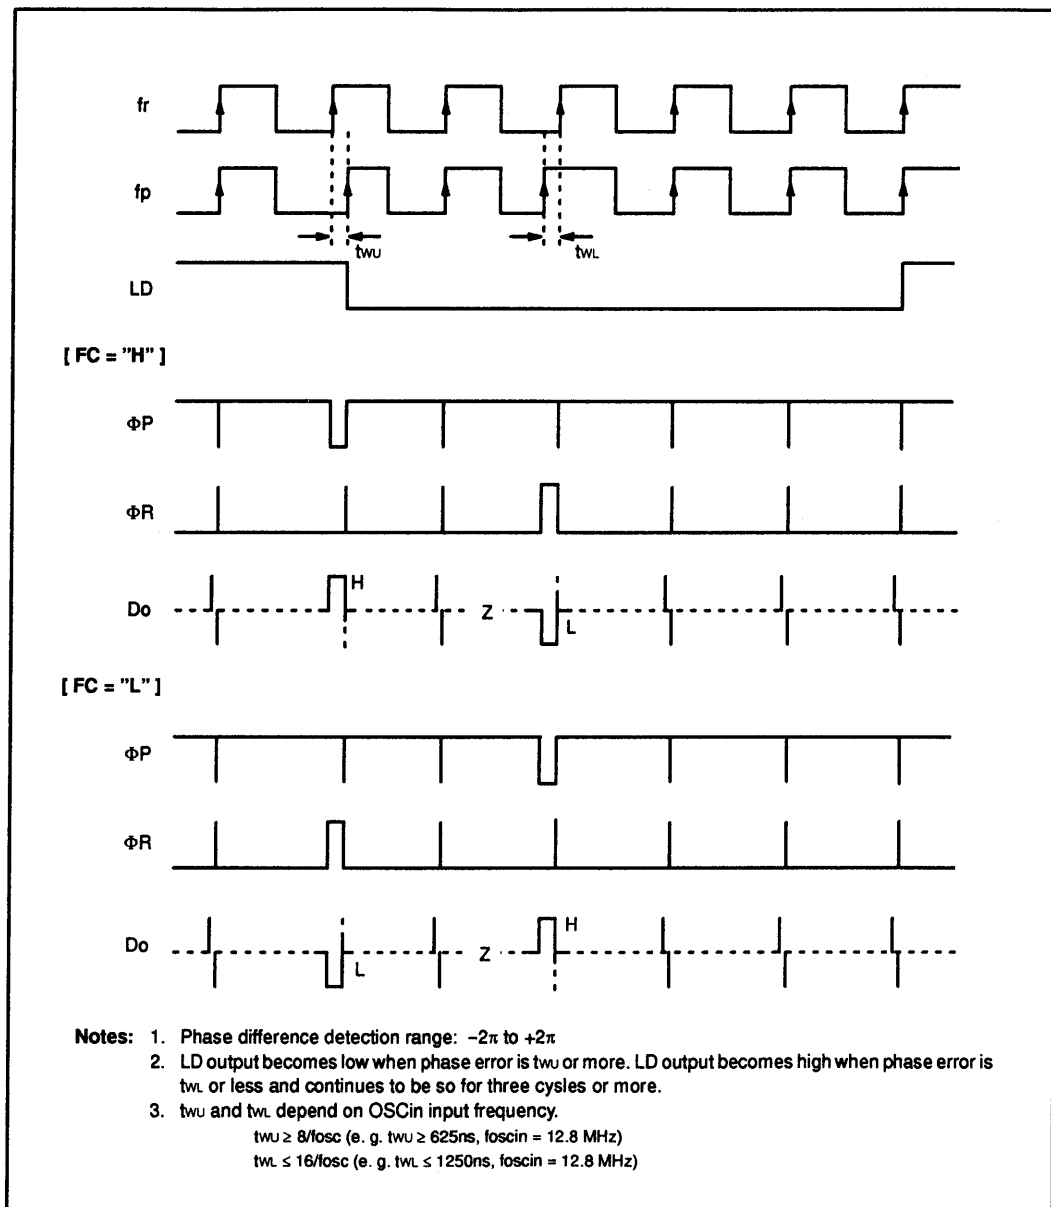 fr
fp
tWU
tWL
LD
[ FC = "H" ]
ΦP
ΦR
H
Do
Z
L
[ FC = "L" ]
ΦP
ΦR
H
Do
Z
L
Notes: 1. Phase difference detection range: −2π to +2π
2. LD output becomes low when phase error is tWU or more. LD output becomes high when phase error is
tWL or less and continues to be so for three cysles or more.
3. tWU and tWL depend on OSCin input frequency.
tWU ≥ 8/fosc (e. g. tWU ≥ 625ns, foscin = 12.8 MHz)
tWL ≤ 16/fosc (e. g. tWL ≤ 1250ns, foscin = 12.8 MHz)